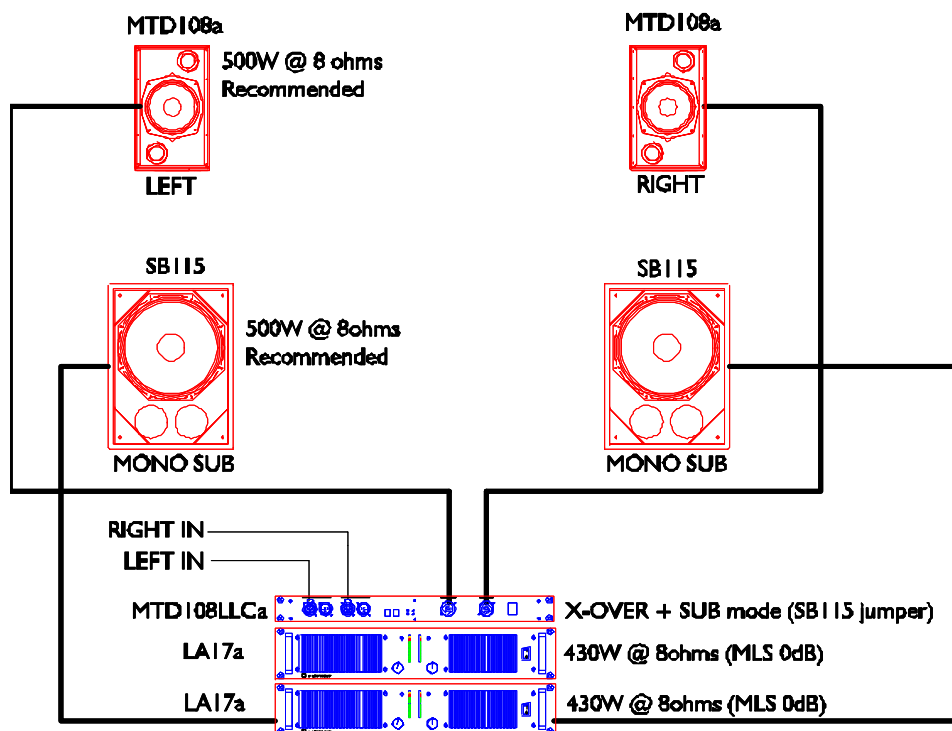 MTD108a
MTD108a
500W @ 8 ohms
Recommended
LEFT
RIGHT
SB115
SB115
500W @ 8ohms
Recommended
MONO SUB
MONO SUB
RIGHT IN
LEFT IN
MTD108LLCa
X-OVER + SUB mode (SB115 jumper)
LA17a
430W @ 8ohms (MLS 0dB)
LA17a
430W @ 8ohms (MLS 0dB)